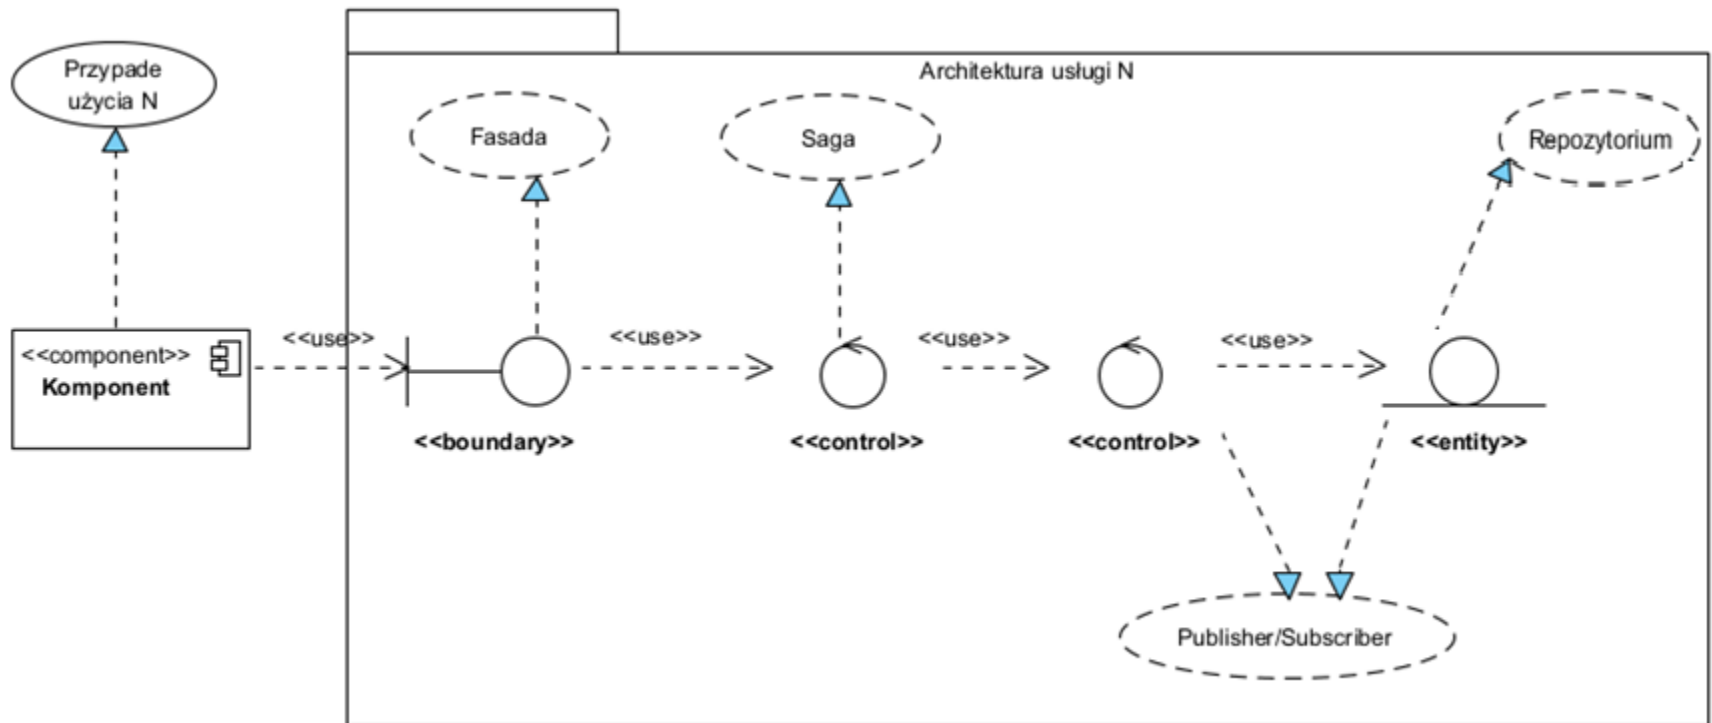 Przypade
użycia N
Architektura usługi N
Fasada
Saga
Repozytorium
<<component>>
Komponent
<<use>>
<<use>>
<<use>>
<<use>>
<<boundary>>
<<control>>
<<control>>
<<entity>>
Publisher/Subscriber